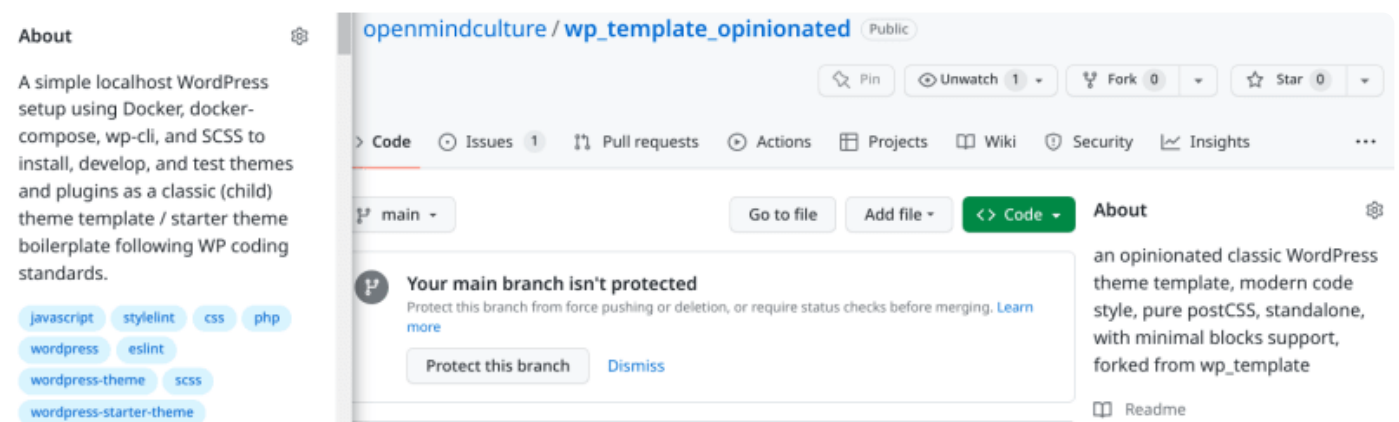 About
A simple localhost WordPress
setup using Docker, docker-
compose, wp-cli, and SCSS to
install, develop, and test themes
and plugins as a classic (child)
theme template / starter theme
boilerplate following WP coding
standards.
javascript stylelint css php
wordpress eslint
wordpress-theme scss
wordpress-starter-theme
openmindculture / wp_template_opinionated Public
Pin Unwatch 1 Fork 0 Star 0
Code Issues 1 Pull requests Actions Projects Wiki Security Insights ...
main Go to file Add file <> Code
Your main branch isn't protected
Protect this branch from force pushing or deletion, or require status checks before merging. Learn
more
Protect this branch Dismiss
About
an opinionated classic WordPress
theme template, modern code
style, pure postCSS, standalone,
with minimal blocks support,
forked from wp_template
Readme